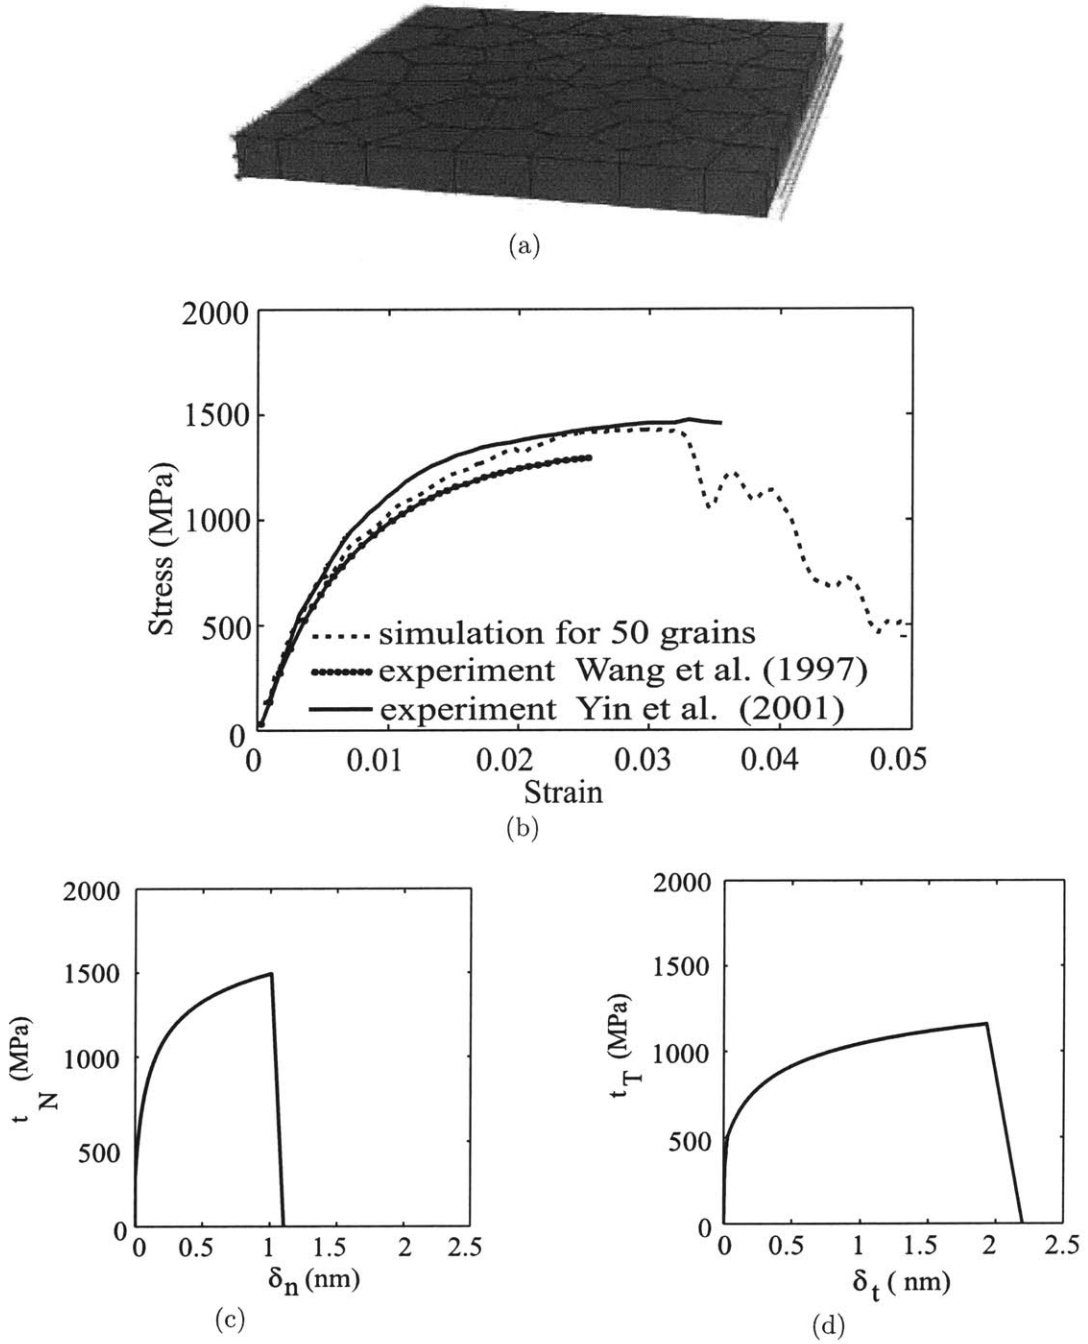 (a)
2000
1500
1000
500
0
Stress (MPa)
simulation for 50 grains
experiment Wang et al. (1997)
experiment Yin et al. (2001)
0 0.01 0.02 0.03 0.04 0.05
Strain
(b)
2000
1500
1000
500
0
t N (MPa)
0 0.5 1 1.5 2 2.5
δn (nm)
(c)
2000
1500
1000
500
0
tT (MPa)
0 0.5 1 1.5 2 2.5
δt ( nm)
(d)